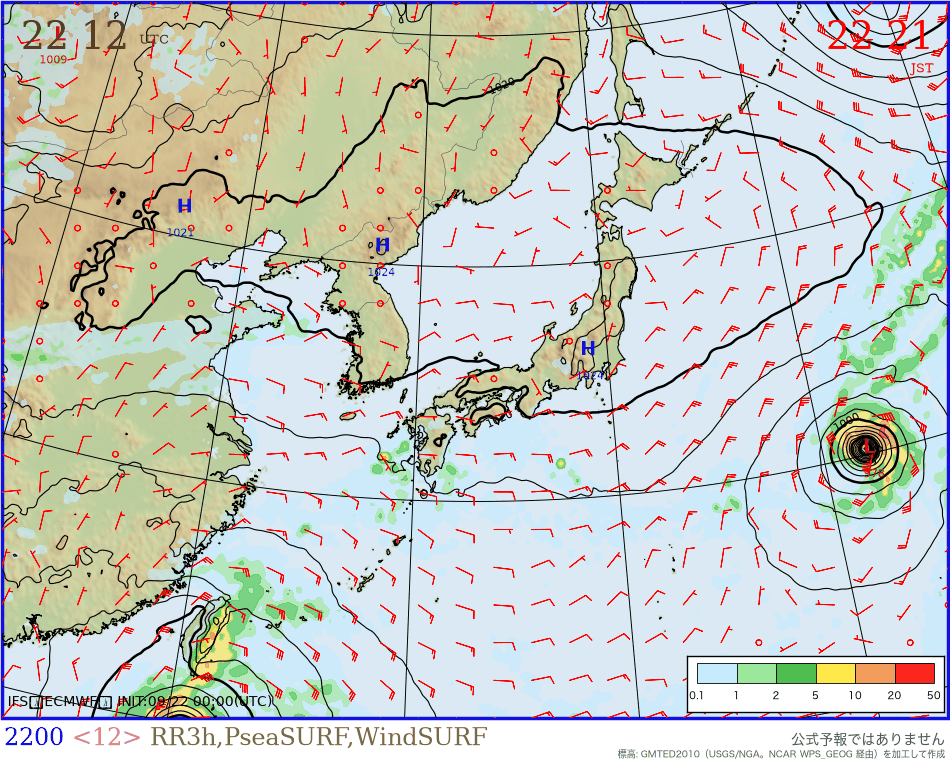 22 12 UTC
22 21
JST
1009
1020
H
1021
H
1024
H
1024
1000
L
0.1 1 2 5 10 20 50
IFS□ECMWF□ INIT:09/22 00:00(UTC)
2200 <12> RR3h,PseaSURF,WindSURF
公式予報ではありません
標高: GMTED2010（USGS/NGA。NCAR WPS_GEOG 経由）を加工して作成